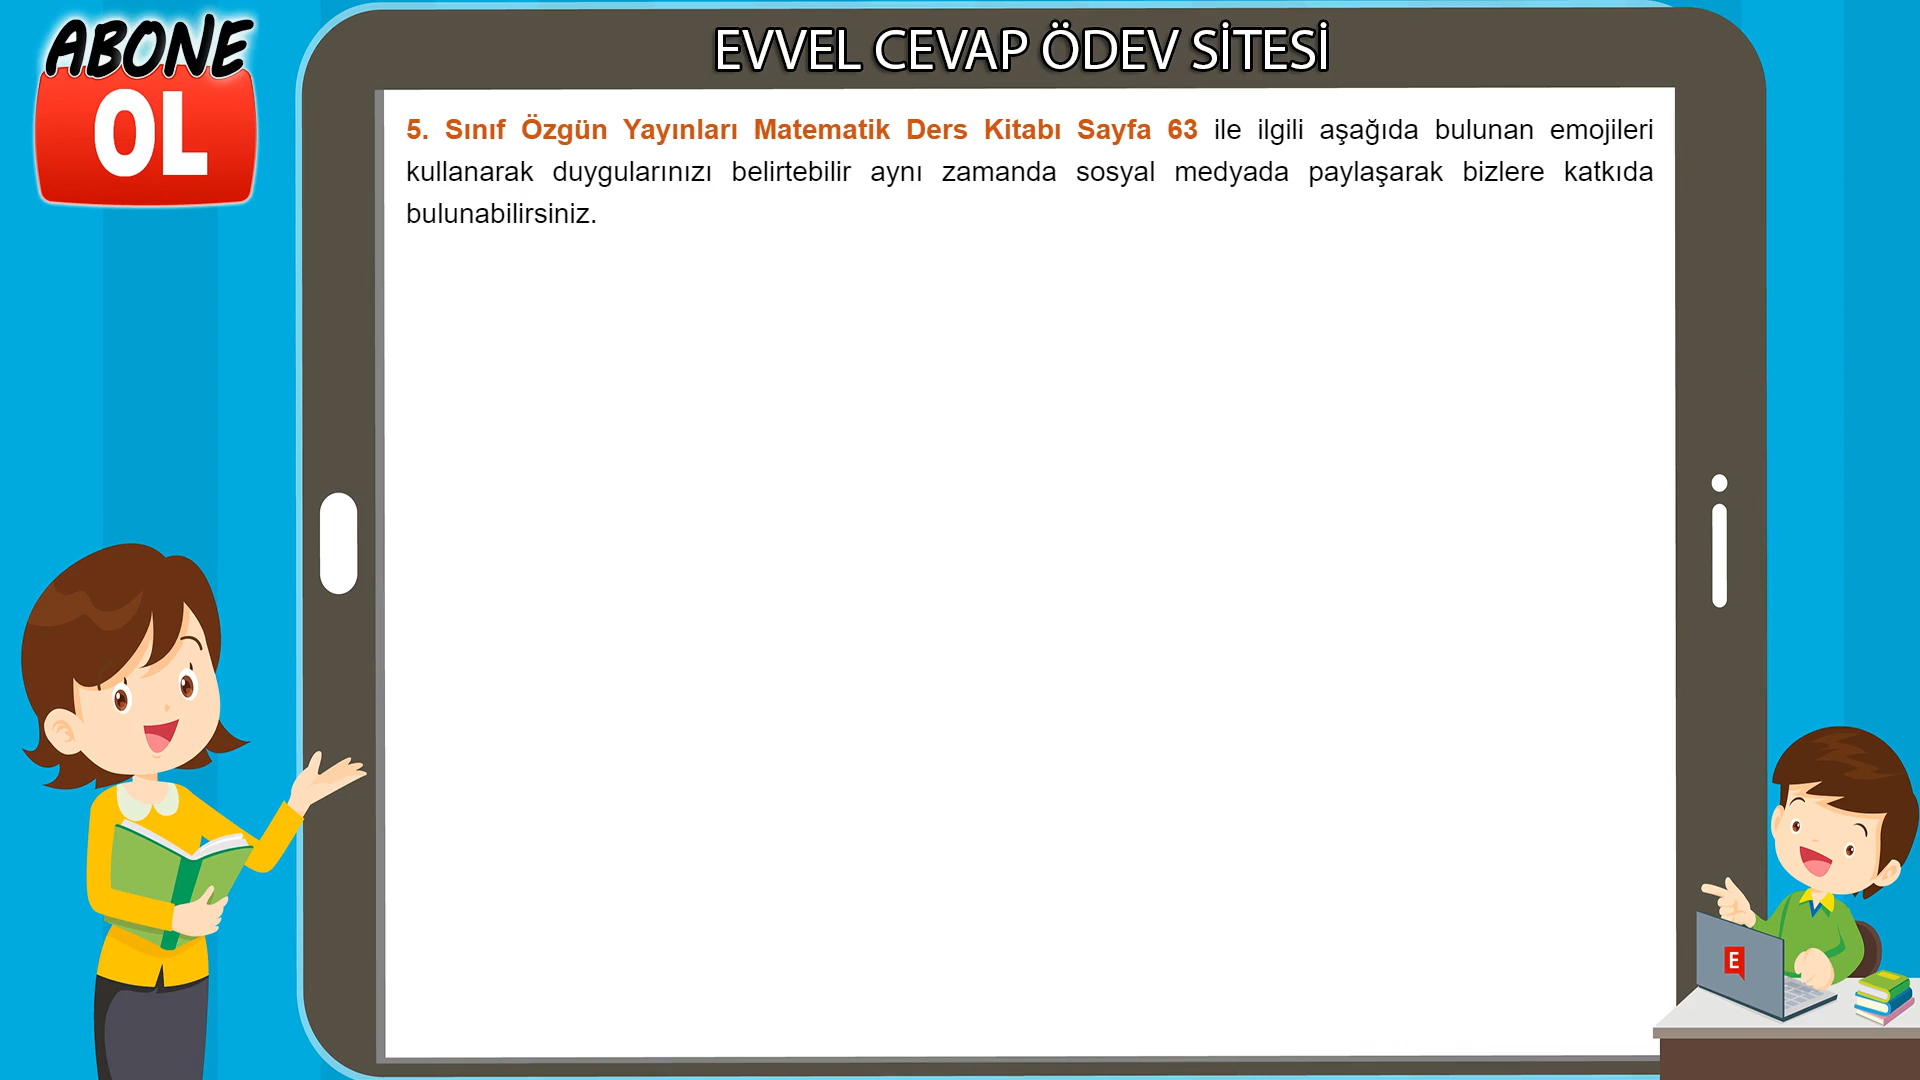 ABONE
OL
EVVEL CEVAP ÖDEV SİTESİ
5. Sınıf Özgün Yayınları Matematik Ders Kitabı Sayfa 63 ile ilgili aşağıda bulunan emojileri
kullanarak duygularınızı belirtebilir aynı zamanda sosyal medyada paylaşarak bizlere katkıda
bulunabilirsiniz.
E